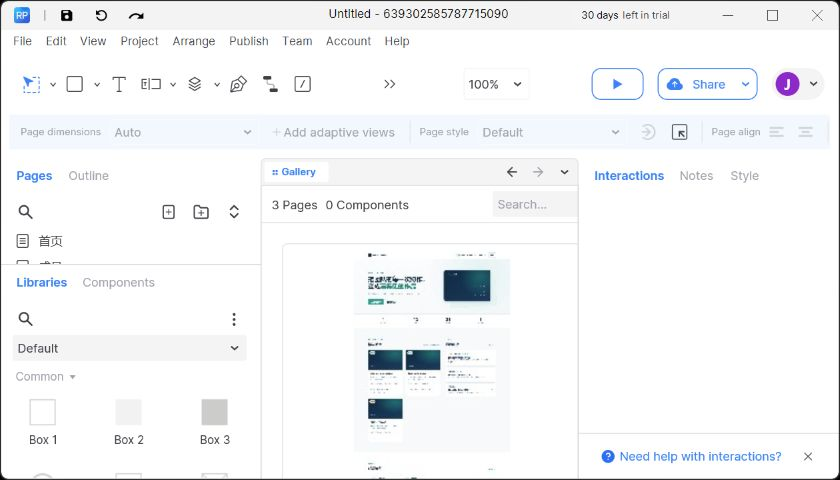 RP
Untitled - 639302585787715090
30 days left in trial
File Edit View Project Arrange Publish Team Account Help
100%
Share
J
Page dimensions Auto
Add adaptive views
Page style Default
Page align
Pages Outline
首页
Libraries Components
Default
Common
Box 1 Box 2 Box 3
Gallery
3 Pages 0 Components
Search...
Interactions Notes Style
Need help with interactions?